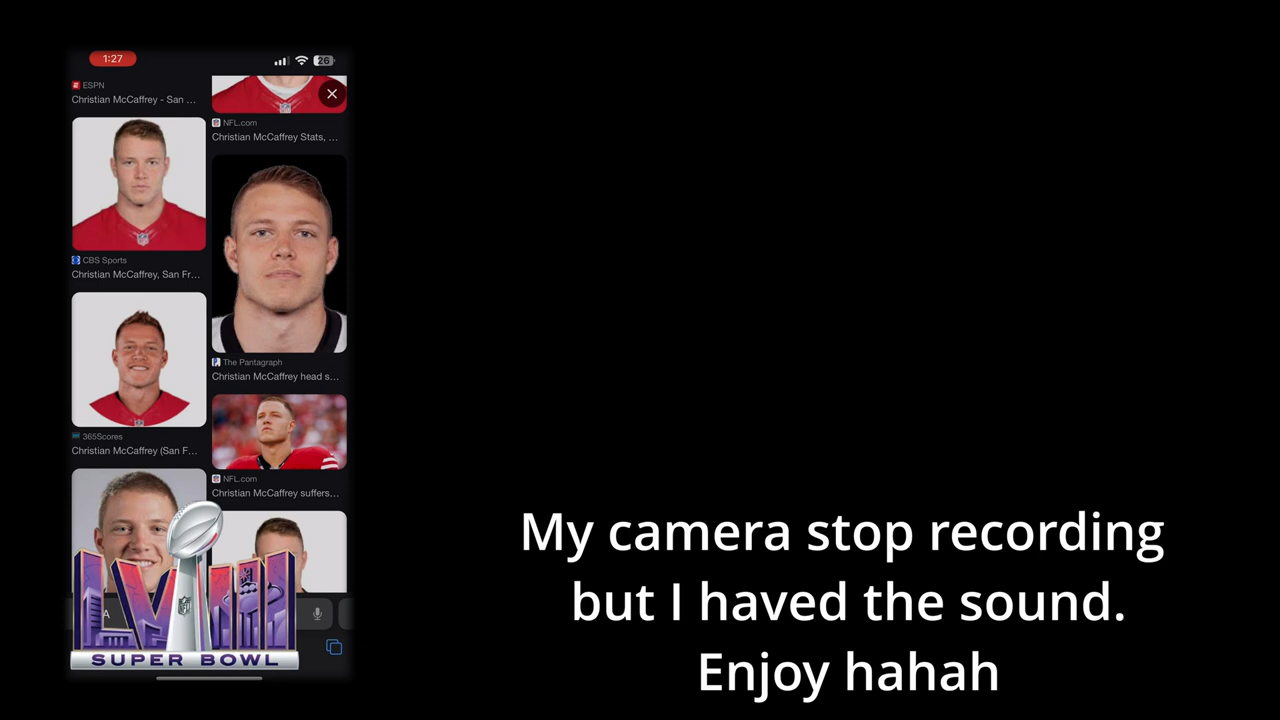 1:27
26
ESPN
Christian McCaffrey - San ...
NFL.com
Christian McCaffrey Stats, ...
CBS Sports
Christian McCaffrey, San Fr...
The Pantagraph
Christian McCaffrey head s...
365Scores
Christian McCaffrey (San F...
NFL.com
Christian McCaffrey suffers...
A
LVIII
SUPER BOWL
My camera stop recording
but I haved the sound.
Enjoy hahah